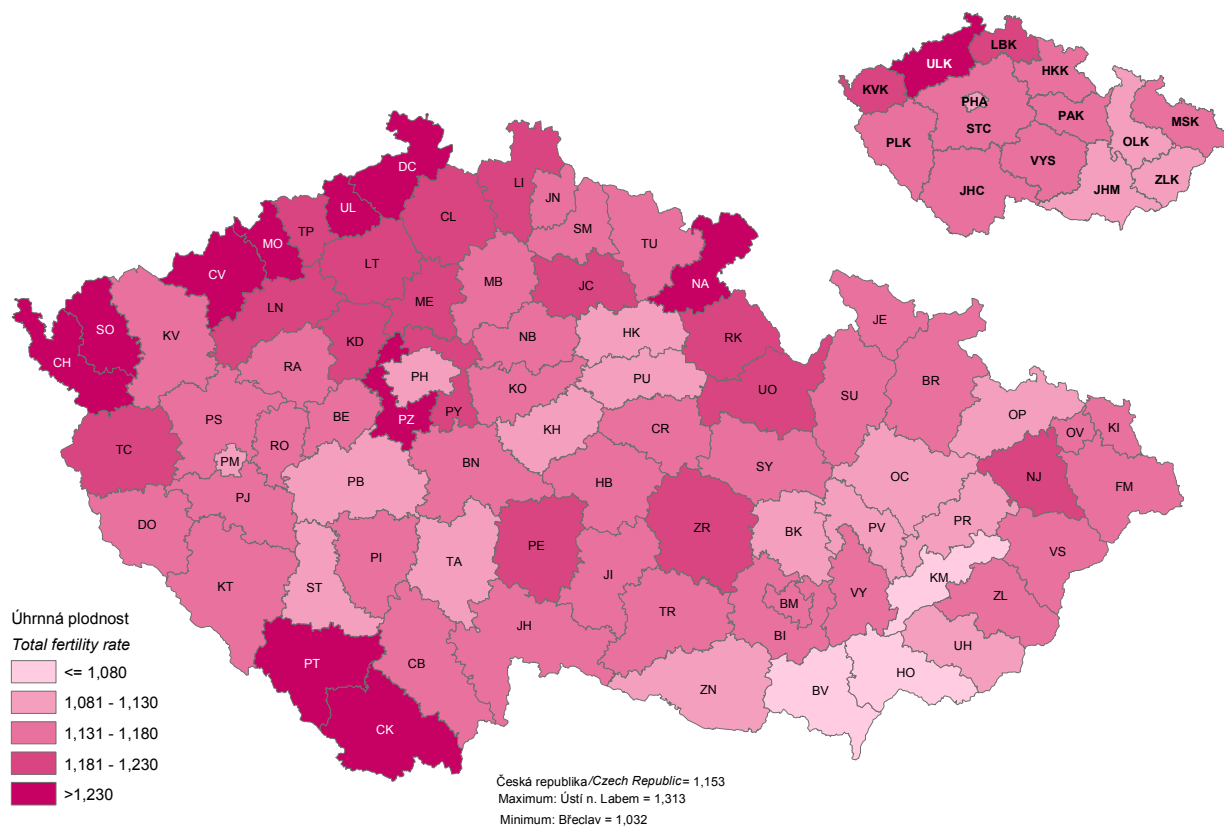 LBK
ULK
HKK
KVK
PHA
PAK
MSK
STC
PLK
OLK
VYS
ZLK
JHM
JHC
DC
LI
UL
JN
CL
TP
SM
TU
MO
LT
CV
MB
JC
NA
ME
LN
SO
KV
KD
NB
HK
RK
JE
CH
RA
PH
KO
PU
UO
SU
BR
PS
BE
PZ
PY
KH
CR
OP
OV
KI
TC
PM
RO
BN
SY
PB
HB
OC
NJ
FM
PJ
DO
ZR
PR
PE
BK
PV
PI
TA
VS
KT
ST
JI
KM
BM
VY
ZL
TR
JH
BI
UH
PT
CB
HO
ZN
BV
CK
Úhrnná plodnost
Total fertility rate
<= 1,080
1,081 - 1,130
1,131 - 1,180
1,181 - 1,230
>1,230
Česká republika/Czech Republic= 1,153
Maximum: Ústí n. Labem = 1,313
Minimum: Břeclav = 1,032